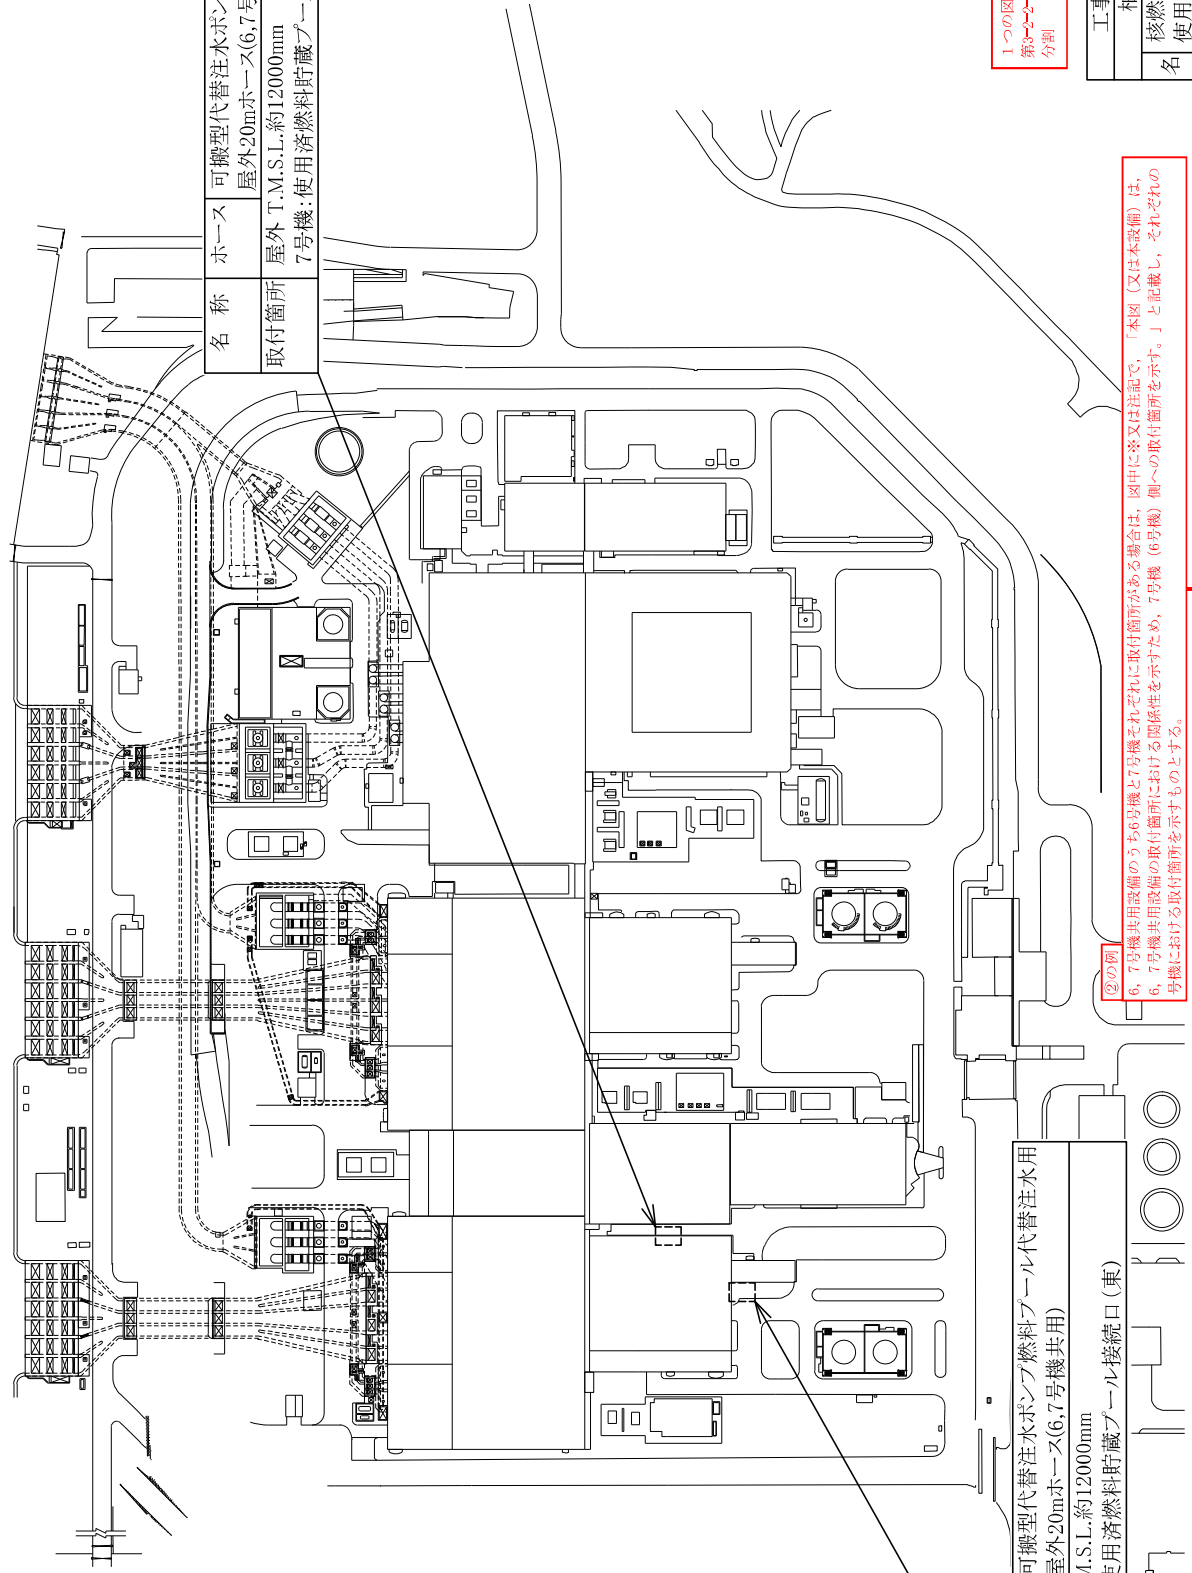 名 称
ホース
可搬型代替注水ポン
屋外20mホース(6,7号
取付箇所
屋外 T.M.S.L.約12000mm
7号機:使用済燃料貯蔵プー
1つの図
第3-2-2-
分割
工事
名
核燃
使用
②の例
6, 7号機共用設備のうち6号機と7号機それぞれに取付箇所がある場合は, 図中に※又は注記で, 「本図 (又は本設備) は,
6, 7号機共用設備の取付箇所における関係性を示すため, 7号機 (6号機) 側への取付箇所を示す。」と記載し, それぞれの
号機における取付箇所を示すものとする。
可搬型代替注水ポンプ燃料プール代替注水用
屋外20mホース(6,7号機共用)
M.S.L.約12000mm
使用済燃料貯蔵プール接続口(東)